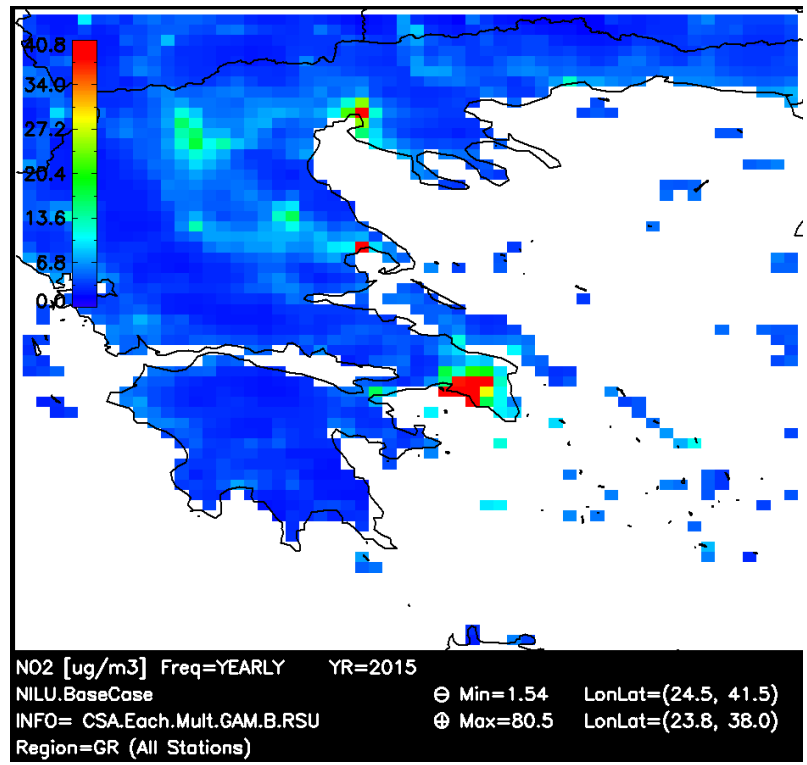 40.8
34.0
27.2
20.4
13.6
6.8
0.0
NO2 [ug/m3] Freq=YEARLY YR=2015
NILU.BaseCase ⊖ Min=1.54 LonLat=(24.5, 41.5)
INFO= CSA.Each.Mult.GAM.B.RSU ⊕ Max=80.5 LonLat=(23.8, 38.0)
Region=GR (All Stations)